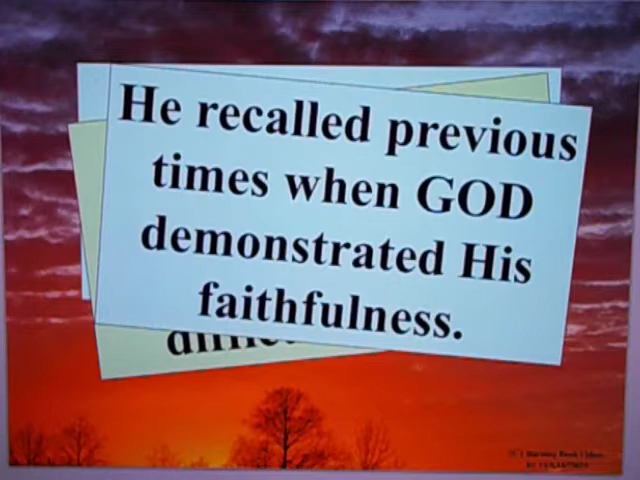 He recalled previous
times when GOD
demonstrated His
faithfulness.